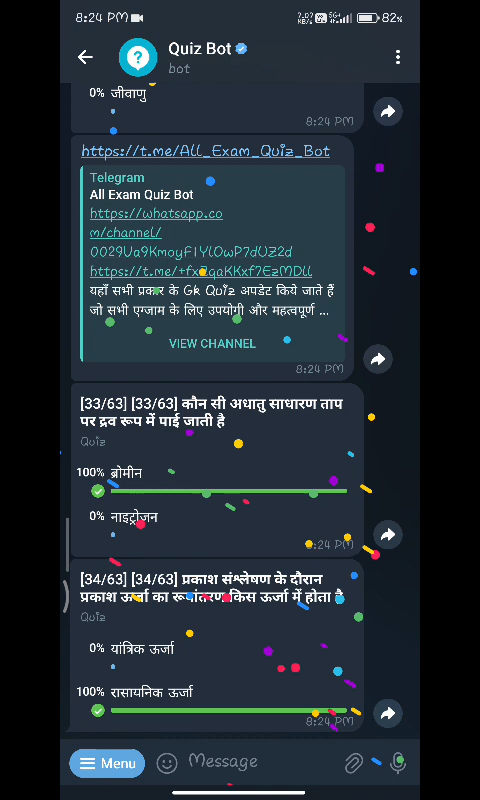 8:24 PM
5G+
82%
Quiz Bot
bot
0% जीवाणु
8:24 PM
https://t.me/All_Exam_Quiz_Bot
Telegram
All Exam Quiz Bot
https://whatsapp.co
m/channel/
0029Ua9KmoyF1YlOwP7dUZ2d
यहाँ सभी प्रकार के Gk Quiz अपडेट किये जाते हैं
जो सभी एग्जाम के लिए उपयोगी और महत्वपूर्ण ...
VIEW CHANNEL
8:24 PM
[33/63] [33/63] कौन सी अधातु साधारण ताप
पर द्रव रूप में पाई जाती है
Quiz
100% ब्रोमीन
0% नाइट्रोजन
8:24 PM
[34/63] [34/63] प्रकाश संश्लेषण के दौरान
प्रकाश ऊर्जा का रूपांतरण किस ऊर्जा में होता है
Quiz
0% यांत्रिक ऊर्जा
100% रासायनिक ऊर्जा
8:24 PM
Menu
Message